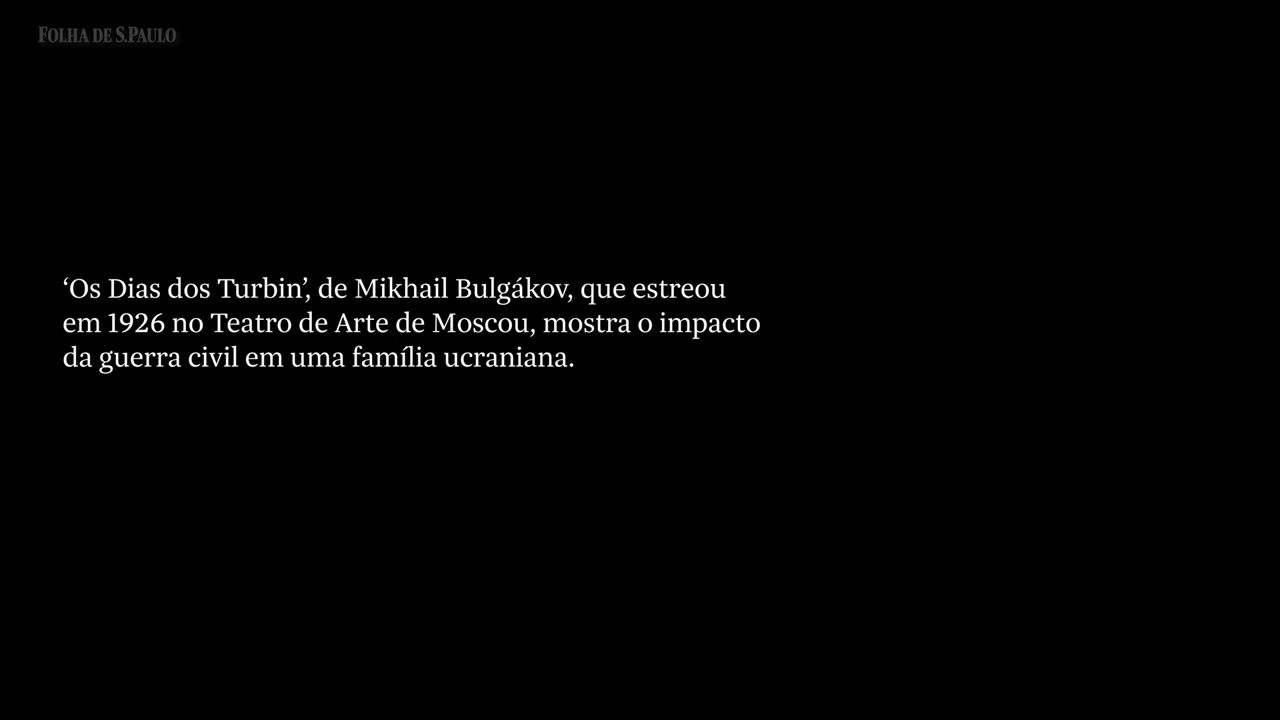 FOLHA DE S.PAULO
‘Os Dias dos Turbin’, de Mikhail Bulgákov, que estreou
em 1926 no Teatro de Arte de Moscou, mostra o impacto
da guerra civil em uma família ucraniana.